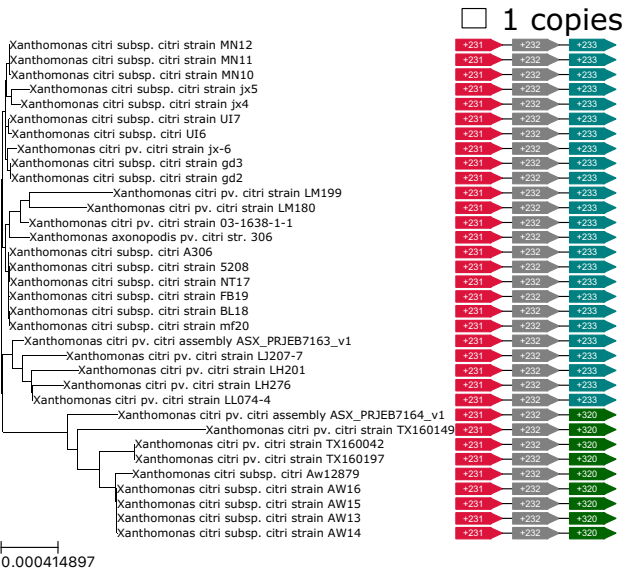 1 copies
Xanthomonas citri subsp. citri strain MN12 +231 +232 +233
Xanthomonas citri subsp. citri strain MN11 +231 +232 +233
Xanthomonas citri subsp. citri strain MN10 +231 +232 +233
Xanthomonas citri subsp. citri strain jx5 +231 +232 +233
Xanthomonas citri subsp. citri strain jx4 +231 +232 +233
Xanthomonas citri subsp. citri strain UI7 +231 +232 +233
Xanthomonas citri subsp. citri UI6 +231 +232 +233
Xanthomonas citri pv. citri strain jx-6 +231 +232 +233
Xanthomonas citri subsp. citri strain gd3 +231 +232 +233
Xanthomonas citri subsp. citri strain gd2 +231 +232 +233
Xanthomonas citri pv. citri strain LM199 +231 +232 +233
Xanthomonas citri pv. citri strain LM180 +231 +232 +233
Xanthomonas citri pv. citri strain 03-1638-1-1 +231 +232 +233
Xanthomonas axonopodis pv. citri str. 306 +231 +232 +233
Xanthomonas citri subsp. citri A306 +231 +232 +233
Xanthomonas citri subsp. citri strain 5208 +231 +232 +233
Xanthomonas citri subsp. citri strain NT17 +231 +232 +233
Xanthomonas citri subsp. citri strain FB19 +231 +232 +233
Xanthomonas citri subsp. citri strain BL18 +231 +232 +233
Xanthomonas citri subsp. citri strain mf20 +231 +232 +233
Xanthomonas citri pv. citri assembly ASX_PRJEB7163_v1 +231 +232 +233
Xanthomonas citri pv. citri strain LJ207-7 +231 +232 +233
Xanthomonas citri pv. citri strain LH201 +231 +232 +233
Xanthomonas citri pv. citri strain LH276 +231 +232 +233
Xanthomonas citri pv. citri strain LL074-4 +231 +232 +233
Xanthomonas citri pv. citri assembly ASX_PRJEB7164_v1 +231 +232 +320
Xanthomonas citri pv. citri strain TX160149 +231 +232 +320
Xanthomonas citri pv. citri strain TX160042 +231 +232 +320
Xanthomonas citri pv. citri strain TX160197 +231 +232 +320
Xanthomonas citri subsp. citri Aw12879 +231 +232 +320
Xanthomonas citri subsp. citri strain AW16 +231 +232 +320
Xanthomonas citri subsp. citri strain AW15 +231 +232 +320
Xanthomonas citri subsp. citri strain AW13 +231 +232 +320
Xanthomonas citri subsp. citri strain AW14 +231 +232 +320
0.000414897